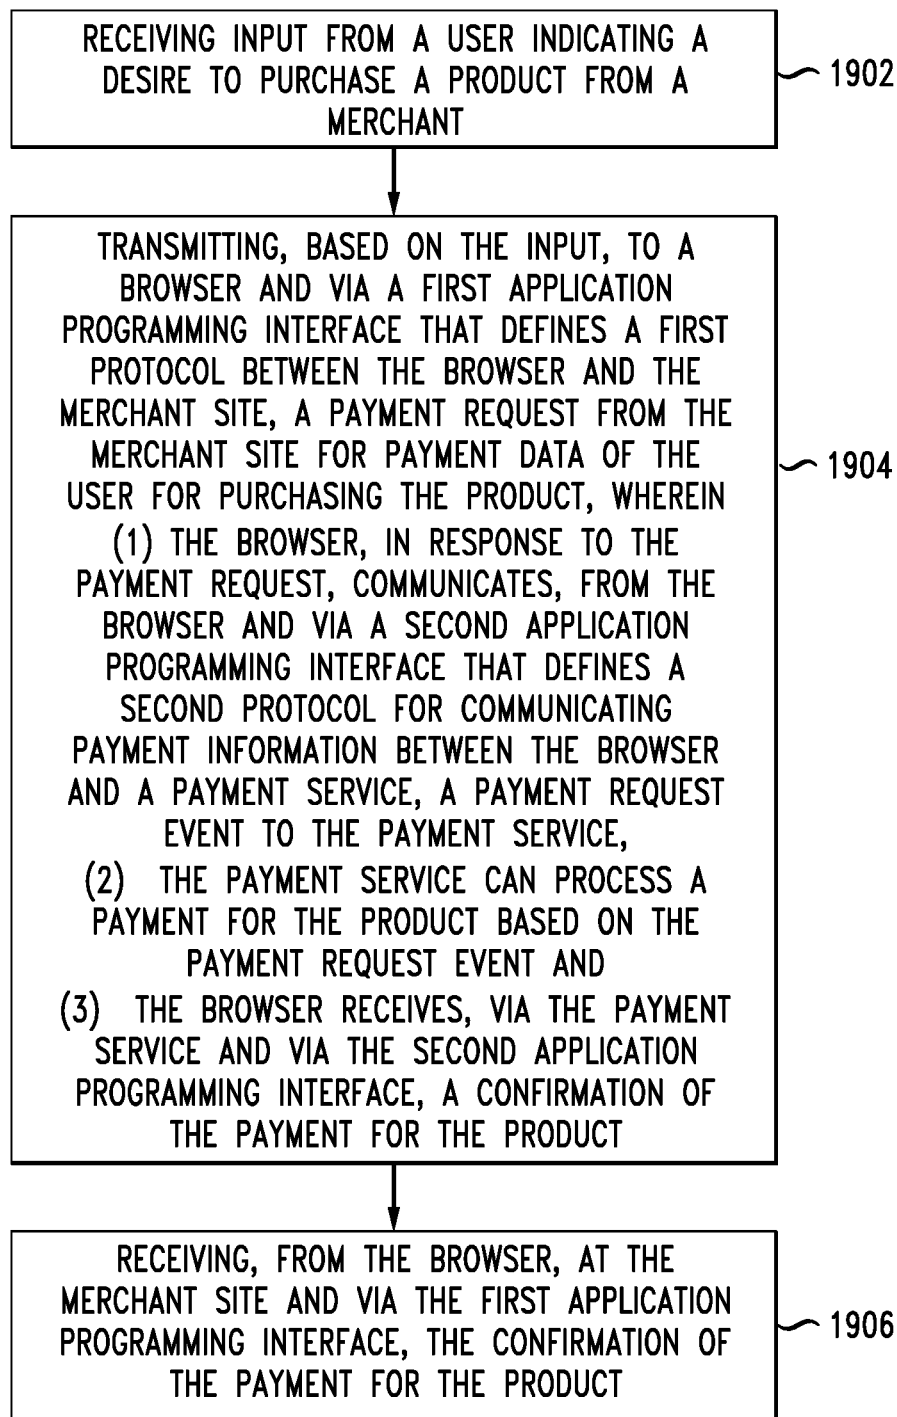 RECEIVING INPUT FROM A USER INDICATING A
DESIRE TO PURCHASE A PRODUCT FROM A
MERCHANT
1902
TRANSMITTING, BASED ON THE INPUT, TO A
BROWSER AND VIA A FIRST APPLICATION
PROGRAMMING INTERFACE THAT DEFINES A FIRST
PROTOCOL BETWEEN THE BROWSER AND THE
MERCHANT SITE, A PAYMENT REQUEST FROM THE
MERCHANT SITE FOR PAYMENT DATA OF THE
USER FOR PURCHASING THE PRODUCT, WHEREIN
(1) THE BROWSER, IN RESPONSE TO THE
PAYMENT REQUEST, COMMUNICATES, FROM THE
BROWSER AND VIA A SECOND APPLICATION
PROGRAMMING INTERFACE THAT DEFINES A
SECOND PROTOCOL FOR COMMUNICATING
PAYMENT INFORMATION BETWEEN THE BROWSER
AND A PAYMENT SERVICE, A PAYMENT REQUEST
EVENT TO THE PAYMENT SERVICE,
(2) THE PAYMENT SERVICE CAN PROCESS A
PAYMENT FOR THE PRODUCT BASED ON THE
PAYMENT REQUEST EVENT AND
(3) THE BROWSER RECEIVES, VIA THE PAYMENT
SERVICE AND VIA THE SECOND APPLICATION
PROGRAMMING INTERFACE, A CONFIRMATION OF
THE PAYMENT FOR THE PRODUCT
1904
RECEIVING, FROM THE BROWSER, AT THE
MERCHANT SITE AND VIA THE FIRST APPLICATION
PROGRAMMING INTERFACE, THE CONFIRMATION OF
THE PAYMENT FOR THE PRODUCT
1906